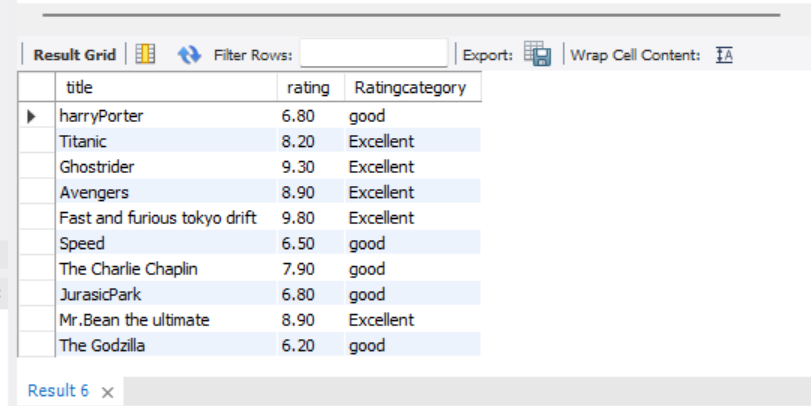 Result Grid Filter Rows: Export: Wrap Cell Content: IA
title rating Ratingcategory
harryPorter 6.80 good
Titanic 8.20 Excellent
Ghostrider 9.30 Excellent
Avengers 8.90 Excellent
Fast and furious tokyo drift 9.80 Excellent
Speed 6.50 good
The Charlie Chaplin 7.90 good
JurasicPark 6.80 good
Mr.Bean the ultimate 8.90 Excellent
The Godzilla 6.20 good
Result 6